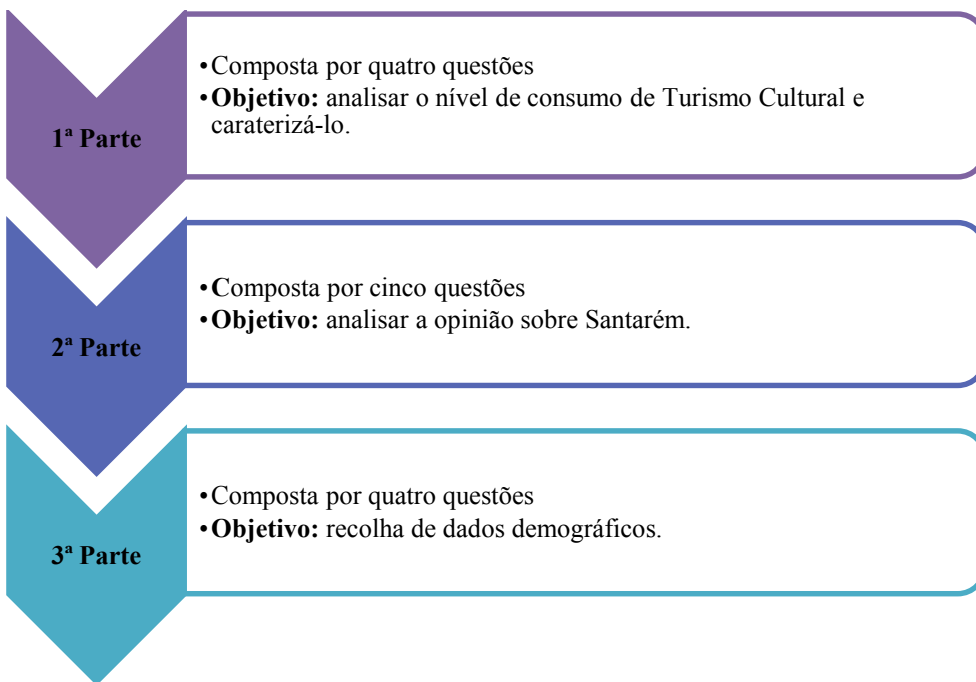 1ª Parte
•Composta por quatro questões
•Objetivo: analisar o nível de consumo de Turismo Cultural e
caraterizá-lo.
2ª Parte
•Composta por cinco questões
•Objetivo: analisar a opinião sobre Santarém.
3ª Parte
•Composta por quatro questões
•Objetivo: recolha de dados demográficos.